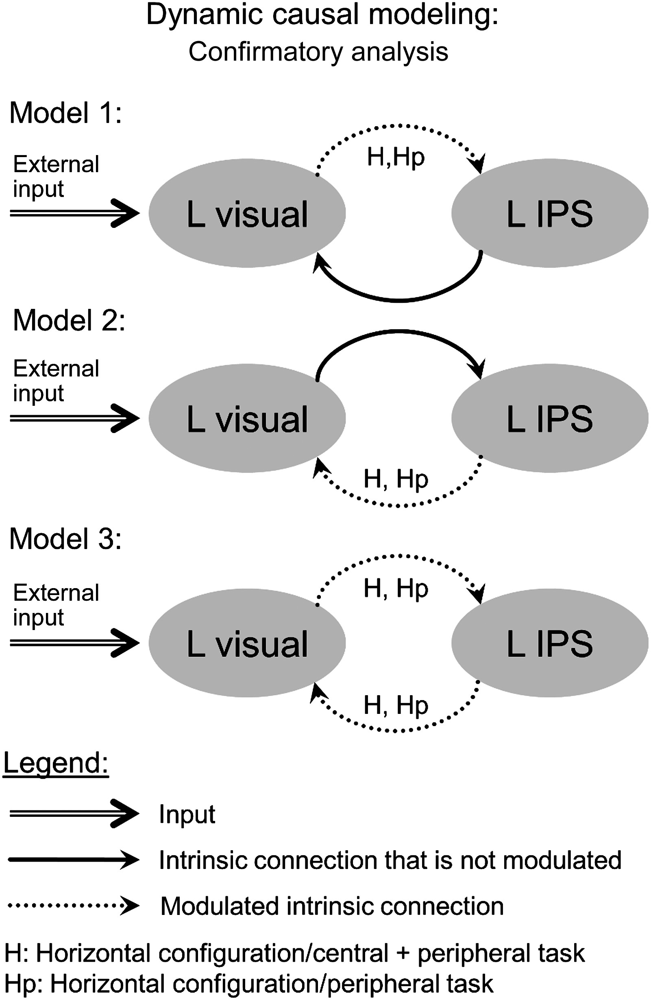 Dynamic causal modeling:
Confirmatory analysis
Model 1:
External
input
H,Hp
L visual
L IPS
Model 2:
External
input
L visual
L IPS
H, Hp
Model 3:
External
input
H, Hp
L visual
L IPS
H, Hp
Legend:
Input
Intrinsic connection that is not modulated
Modulated intrinsic connection
H: Horizontal configuration/central + peripheral task
Hp: Horizontal configuration/peripheral task